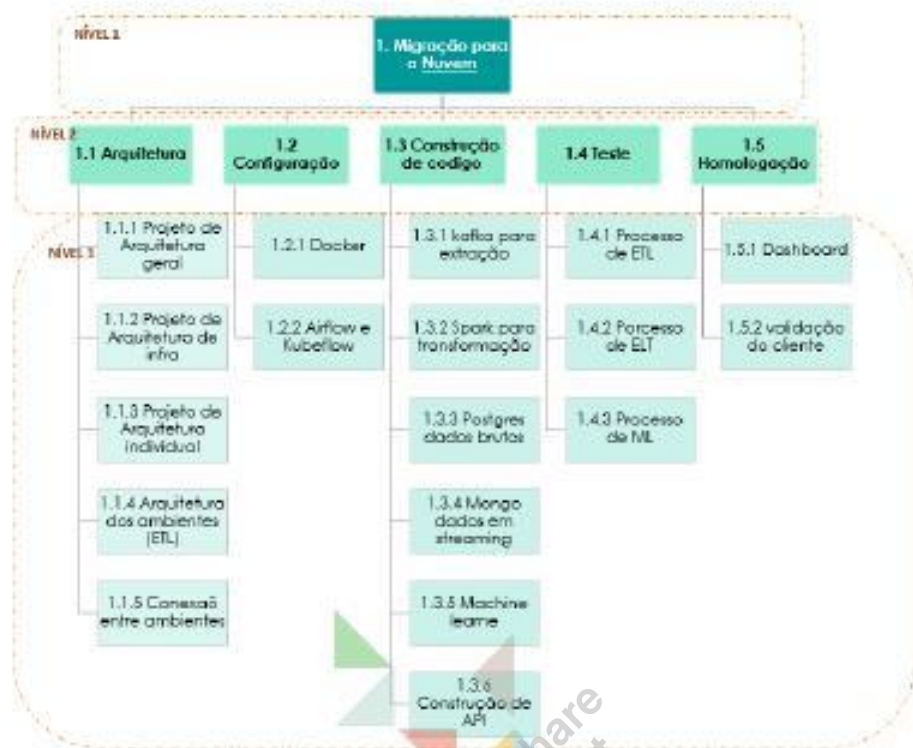 NÍVEL 1
1. Migração para
a Nuvem
NÍVEL 2
1.1 Arquitetura
1.2
Configuração
1.3 Construção
de codigo
1.4 Teste
1.5
Homologação
NÍVEL 3
1.1.1 Projeto de
Arquitetura
geral
1.1.2 Projeto de
Arquitetura de
infra
1.1.3 Projeto de
Arquitetura
individual
1.1.4 Arquitetura
dos ambientes
(ETL)
1.1.5 Conexaõ
entre ambientes
1.2.1 Docker
1.2.2 Airflow e
Kubeflow
1.3.1 kafka para
extração
1.3.2 Spark para
transformação
1.3.3 Postgres
dados brutos
1.3.4 Mongo
dados em
streaming
1.3.5 Machine
learne
1.3.6
Construção de
API
1.4.1 Processo
de ETL
1.4.2 Porcesso
de ELT
1.4.3 Processo
de ML
1.5.1 Dashboard
1.5.2 validação
do cliente